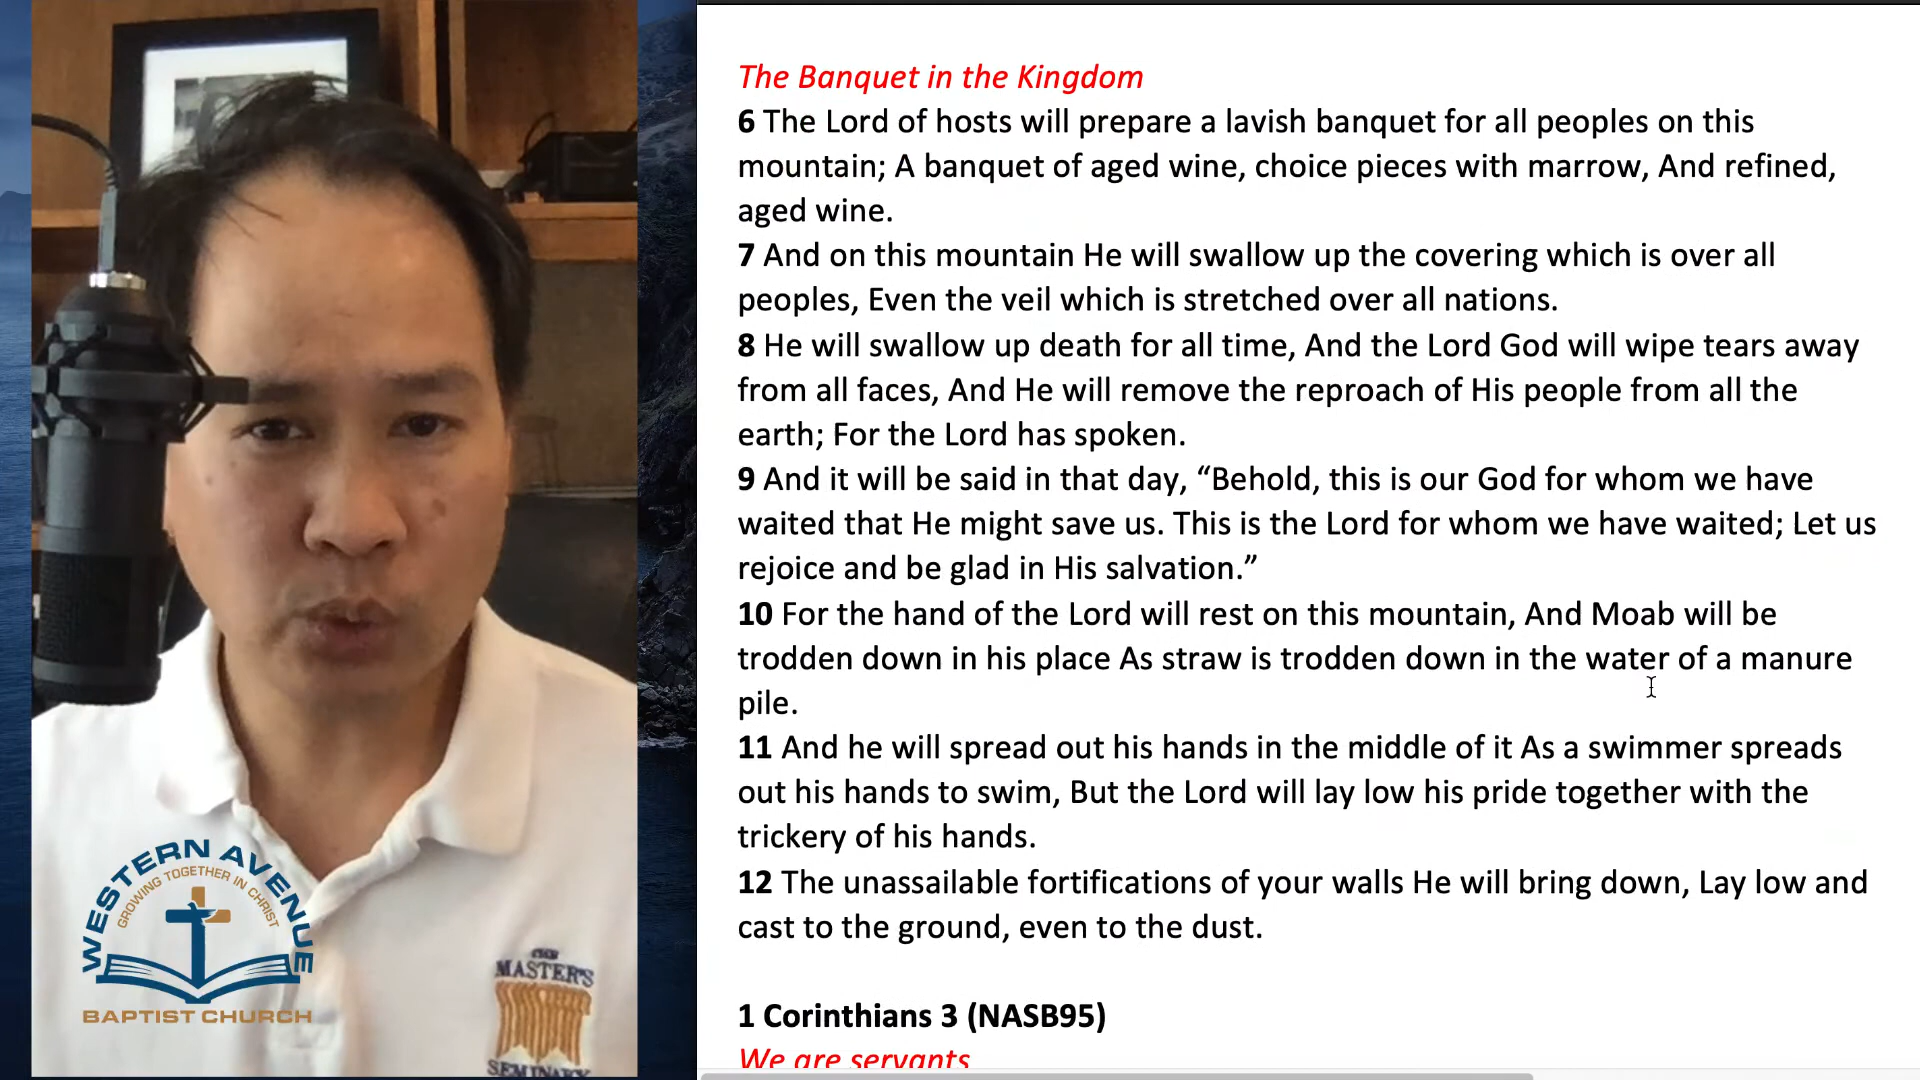 The Banquet in the Kingdom
6 The Lord of hosts will prepare a lavish banquet for all peoples on this
mountain; A banquet of aged wine, choice pieces with marrow, And refined,
aged wine.
7 And on this mountain He will swallow up the covering which is over all
peoples, Even the veil which is stretched over all nations.
8 He will swallow up death for all time, And the Lord God will wipe tears away
from all faces, And He will remove the reproach of His people from all the
earth; For the Lord has spoken.
9 And it will be said in that day, “Behold, this is our God for whom we have
waited that He might save us. This is the Lord for whom we have waited; Let us
rejoice and be glad in His salvation.”
10 For the hand of the Lord will rest on this mountain, And Moab will be
trodden down in his place As straw is trodden down in the water of a manure
pile.
11 And he will spread out his hands in the middle of it As a swimmer spreads
out his hands to swim, But the Lord will lay low his pride together with the
trickery of his hands.
12 The unassailable fortifications of your walls He will bring down, Lay low and
cast to the ground, even to the dust.
1 Corinthians 3 (NASB95)
We are servants
WESTERN AVENUE
GROWING TOGETHER IN CHRIST
BAPTIST CHURCH
THE
MASTER'S
SEMINARY